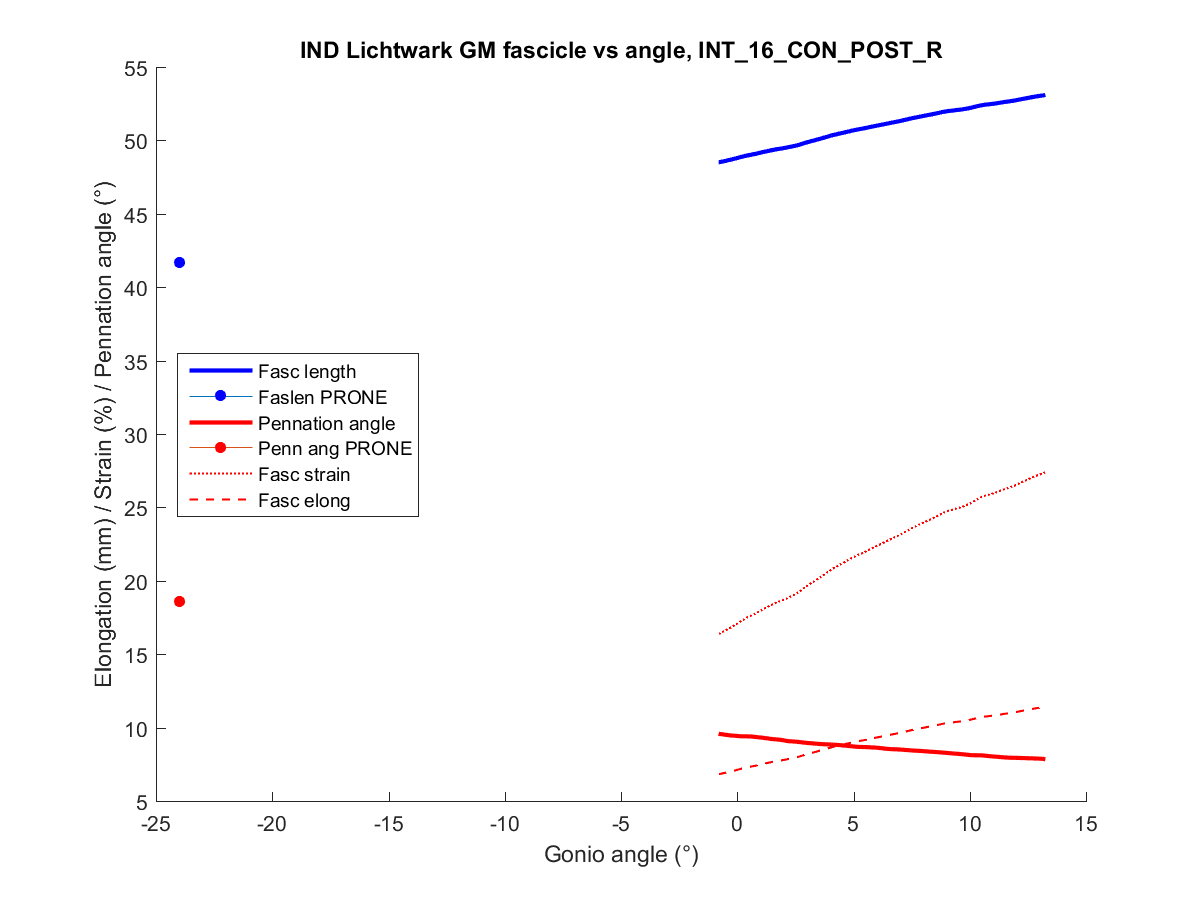 IND Lichtwark GM fascicle vs angle, INT_16_CON_POST_R
Elongation (mm) / Strain (%) / Pennation angle (°)
55
50
45
40
35
30
25
20
15
10
5
Fasc length
Faslen PRONE
Pennation angle
Penn ang PRONE
Fasc strain
Fasc elong
-25
-20
-15
-10
-5
0
5
10
15
Gonio angle (°)